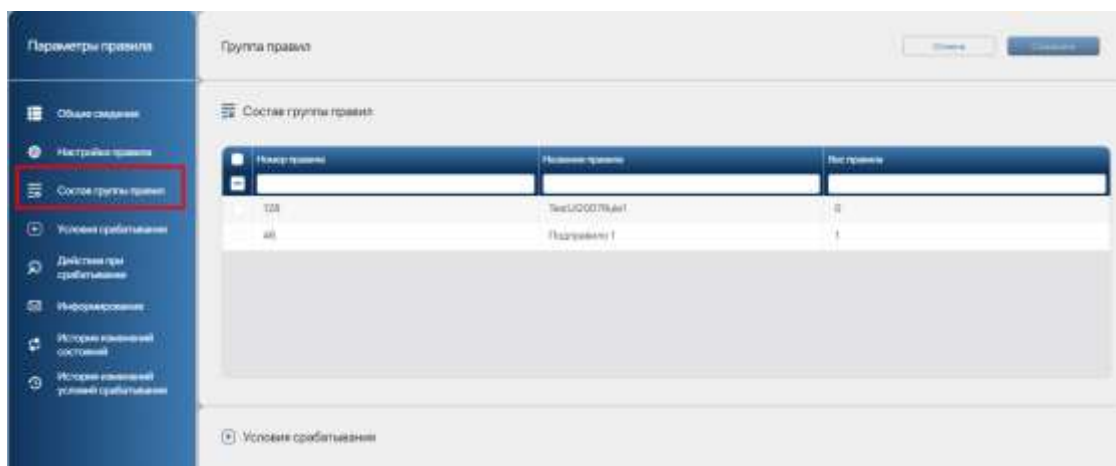 Параметры правила
Группа правил
Отмена
Сохранить
Общие сведения
Настройка правила
Состав группы правил
Условия срабатывания
Действия при
срабатывании
Информирование
История изменений
состояний
История изменений
условий срабатывания
Состав группы правил
Номер правила
Название правила
Вес правила
128
0
46
Подправило 1
1
Условия срабатывания